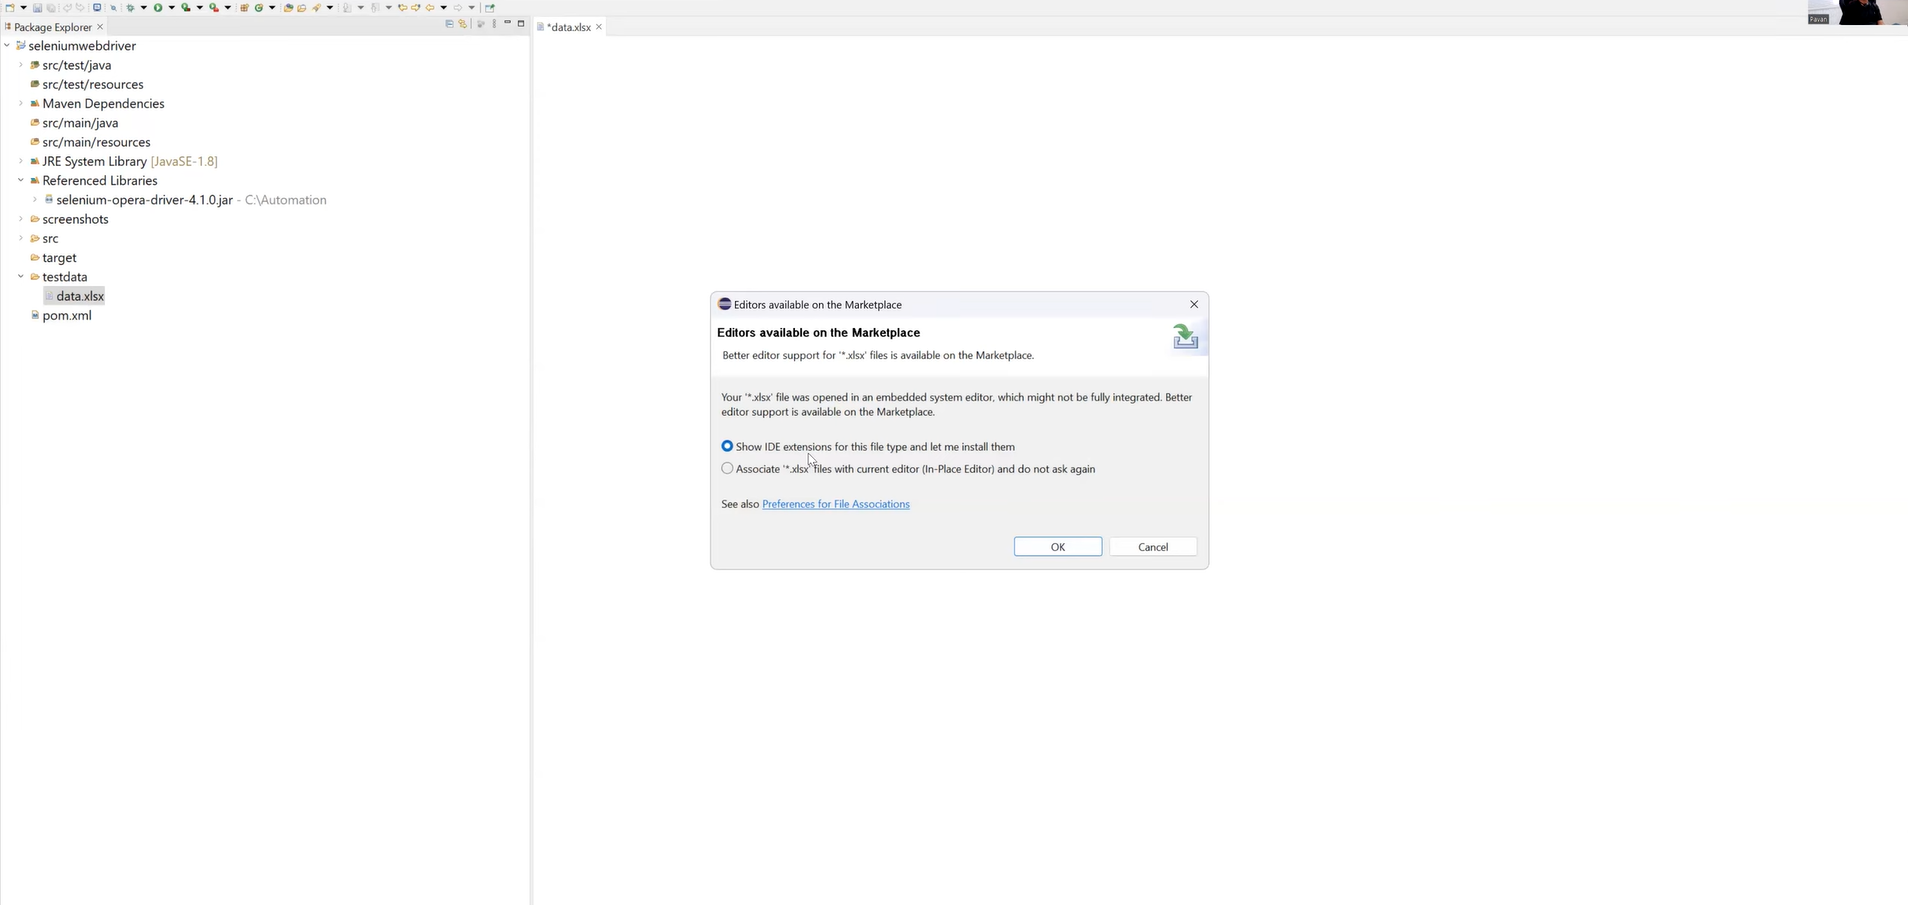 Package Explorer
seleniumwebdriver
src/test/java
src/test/resources
Maven Dependencies
src/main/java
src/main/resources
JRE System Library [JavaSE-1.8]
Referenced Libraries
selenium-opera-driver-4.1.0.jar - C:\Automation
screenshots
src
target
testdata
data.xlsx
pom.xml
*data.xlsx
Pavan
Editors available on the Marketplace
Editors available on the Marketplace
Better editor support for '*.xlsx' files is available on the Marketplace.
Your '*.xlsx' file was opened in an embedded system editor, which might not be fully integrated. Better
editor support is available on the Marketplace.
Show IDE extensions for this file type and let me install them
Associate '*.xlsx' files with current editor (In-Place Editor) and do not ask again
See also Preferences for File Associations
OK
Cancel